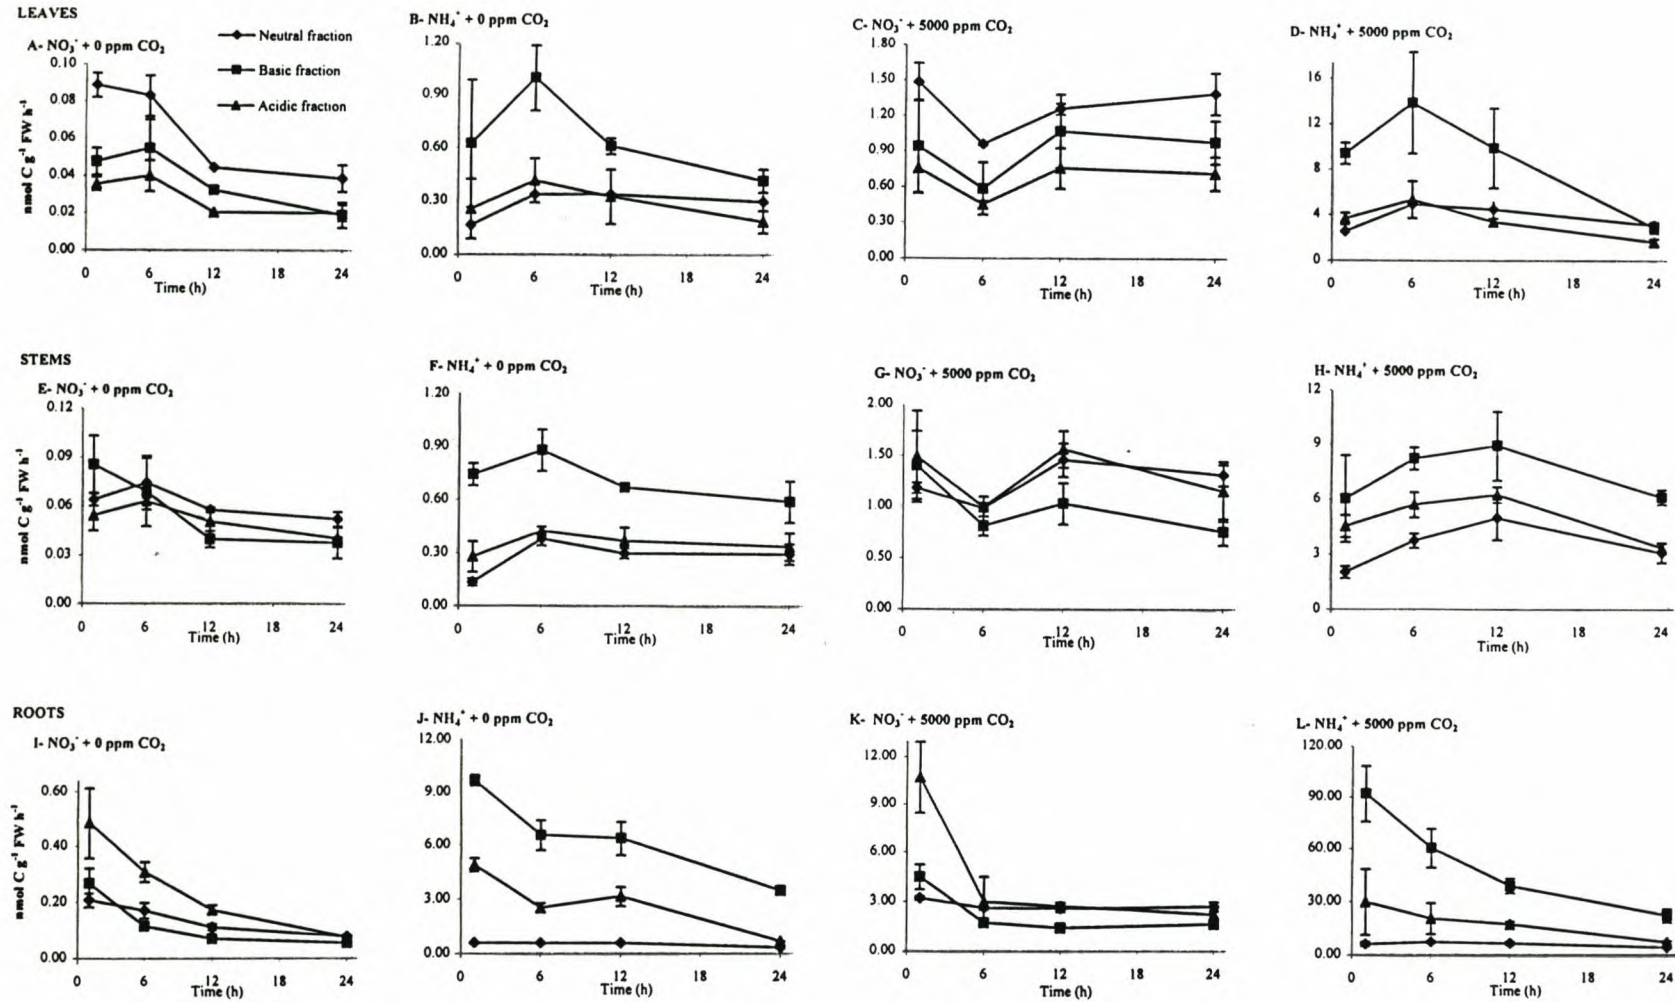 LEAVES
A- NO₃⁻ + 0 ppm CO₂
Neutral fraction
Basic fraction
Acidic fraction
nmol C g⁻¹ FW h⁻¹
0.10
0.08
0.06
0.04
0.02
0.00
0 6 12 18 24
Time (h)
B- NH₄⁺ + 0 ppm CO₂
1.20
0.90
0.60
0.30
0.00
0 6 12 18 24
Time (h)
C- NO₃⁻ + 5000 ppm CO₂
1.80
1.50
1.20
0.90
0.60
0.30
0.00
0 6 12 18 24
Time (h)
D- NH₄⁺ + 5000 ppm CO₂
16
12
8
4
0
0 6 12 18 24
Time (h)
STEMS
E- NO₃⁻ + 0 ppm CO₂
nmol C g⁻¹ FW h⁻¹
0.12
0.09
0.06
0.03
0.00
0 6 12 18 24
Time (h)
F- NH₄⁺ + 0 ppm CO₂
1.20
0.90
0.60
0.30
0.00
0 6 12 18 24
Time (h)
G- NO₃⁻ + 5000 ppm CO₂
2.00
1.50
1.00
0.50
0.00
0 6 12 18 24
Time (h)
H- NH₄⁺ + 5000 ppm CO₂
12
9
6
3
0
0 6 12 18 24
Time (h)
ROOTS
I- NO₃⁻ + 0 ppm CO₂
nmol C g⁻¹ FW h⁻¹
0.60
0.40
0.20
0.00
0 6 12 18 24
Time (h)
J- NH₄⁺ + 0 ppm CO₂
12.00
9.00
6.00
3.00
0.00
0 6 12 18 24
Time (h)
K- NO₃⁻ + 5000 ppm CO₂
12.00
9.00
6.00
3.00
0.00
0 6 12 18 24
Time (h)
L- NH₄⁺ + 5000 ppm CO₂
120.00
90.00
60.00
30.00
0.00
0 6 12 18 24
Time (h)